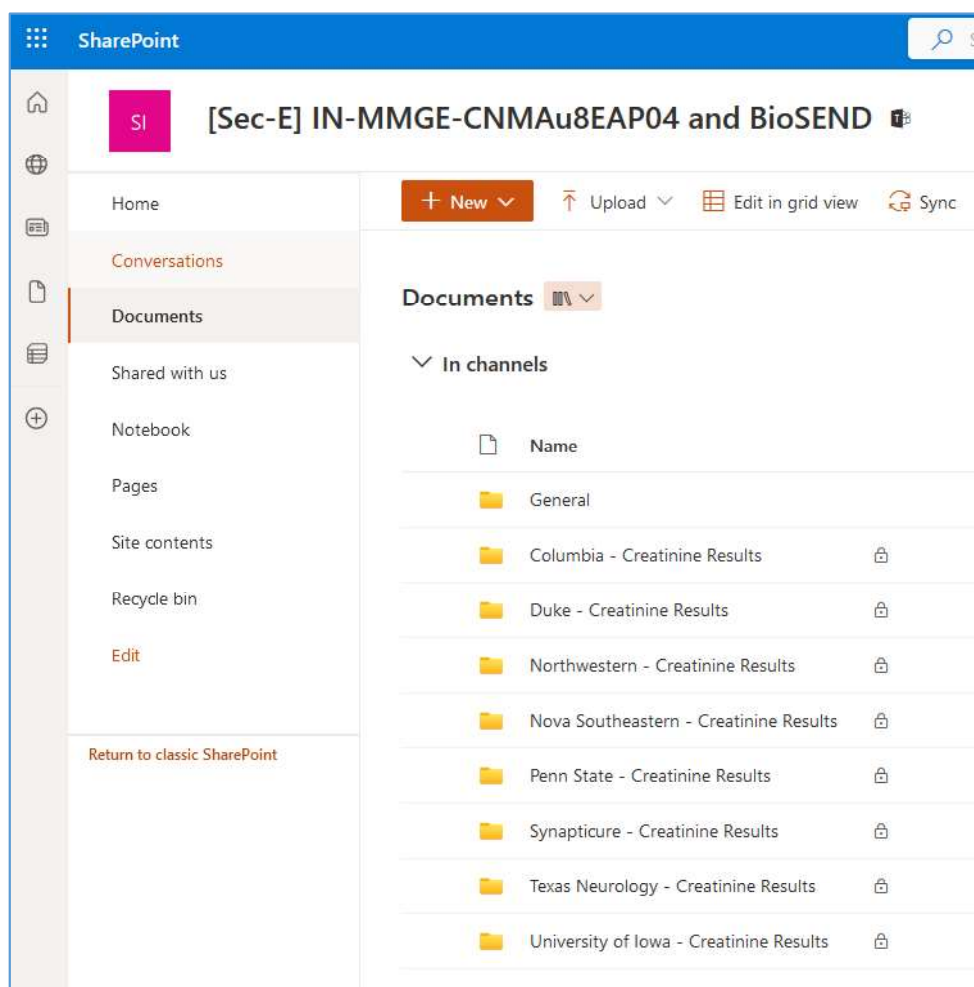 SharePoint
SI
[Sec-E] IN-MMGE-CNMAu8EAP04 and BioSEND
Home
Conversations
Documents
Shared with us
Notebook
Pages
Site contents
Recycle bin
Edit
Return to classic SharePoint
+ New
Upload
Edit in grid view
Sync
Documents
In channels
Name
General
Columbia - Creatinine Results
Duke - Creatinine Results
Northwestern - Creatinine Results
Nova Southeastern - Creatinine Results
Penn State - Creatinine Results
Synapticure - Creatinine Results
Texas Neurology - Creatinine Results
University of Iowa - Creatinine Results